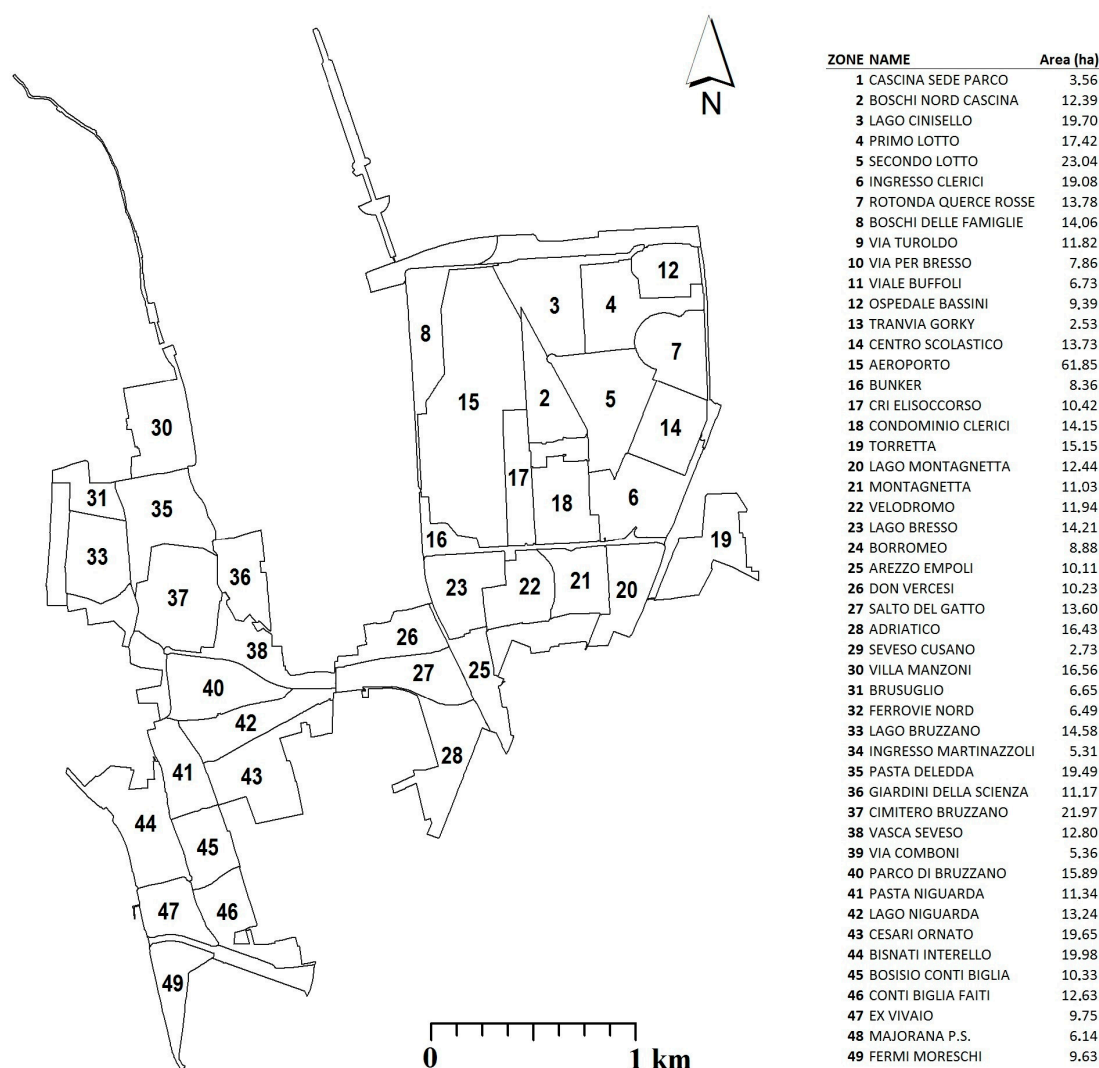 N
12
3
4
8
7
15
2
5
30
14
17
31
35
6
18
33
16
19
36
23
22
21
20
37
26
38
27
25
40
42
28
41
43
44
45
47
46
49
0 1 km
ZONE NAME Area (ha)
1 CASCINA SEDE PARCO 3,56
2 BOSCHI NORD CASCINA 12,39
3 LAGO CINISELLO 19,70
4 PRIMO LOTTO 17,42
5 SECONDO LOTTO 23,04
6 INGRESSO CLERICI 19,08
7 ROTONDA QUERCE ROSSE 13,78
8 BOSCHI DELLE FAMIGLIE 14,06
9 VIA TUROLDO 11,82
10 VIA PER BRESSO 7,86
11 VIALE BUFFOLI 6,73
12 OSPEDALE BASSINI 9,39
13 TRANVIA GORKY 2,53
14 CENTRO SCOLASTICO 13,73
15 AEROPORTO 61,85
16 BUNKER 8,36
17 CRI ELISOCCORSO 10,42
18 CONDOMINIO CLERICI 14,15
19 TORRETTA 15,15
20 LAGO MONTAGNETTA 12,44
21 MONTAGNETTA 11,03
22 VELODROMO 11,94
23 LAGO BRESSO 14,21
24 BORROMEO 8,88
25 AREZZO EMPOLI 10,11
26 DON VERCESI 10,23
27 SALTO DEL GATTO 13,60
28 ADRIATICO 16,43
29 SEVESO CUSANO 2,73
30 VILLA MANZONI 16,56
31 BRUSUGLIO 6,65
32 FERROVIE NORD 6,49
33 LAGO BRUZZANO 14,58
34 INGRESSO MARTINAZZOLI 5,31
35 PASTA DELEDDA 19,49
36 GIARDINI DELLA SCIENZA 11,17
37 CIMITERO BRUZZANO 21,97
38 VASCA SEVESO 12,80
39 VIA COMBONI 5,36
40 PARCO DI BRUZZANO 15,89
41 PASTA NIGUARDA 11,34
42 LAGO NIGUARDA 13,24
43 CESARI ORNATO 19,65
44 BISNATI INTERELLO 19,98
45 BOSISIO CONTI BIGLIA 10,33
46 CONTI BIGLIA FAITI 12,63
47 EX VIVAIO 9,75
48 MAJORANA P.S. 6,14
49 FERMI MORESCHI 9,63